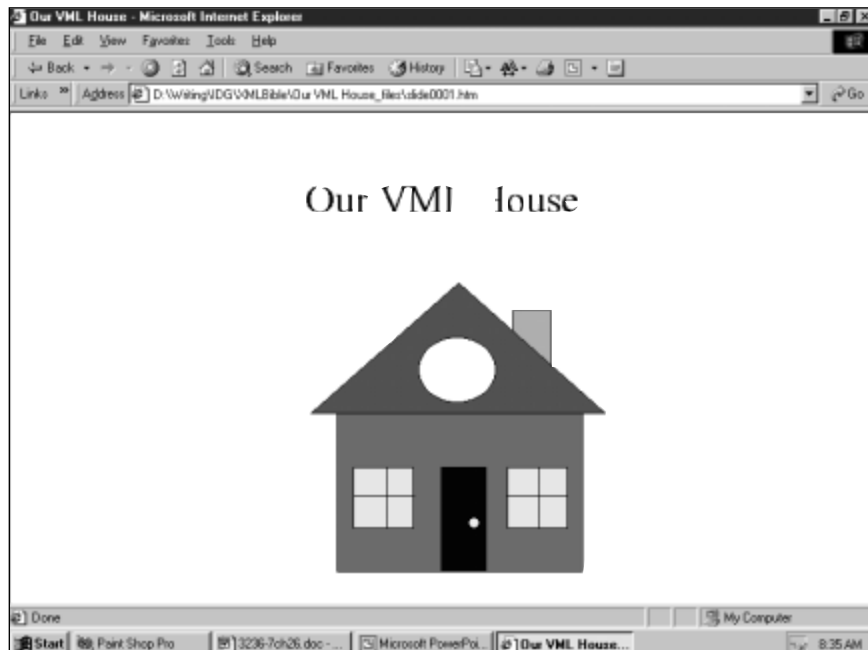 Our VML House - Microsoft Internet Explorer
File Edit View Favorites Tools Help
Back Search Favorites History
Links » Address D:\Writing\IDG\XMLBible\Our VML House_files\slide0001.htm Go
Our VML House
Done My Computer
Start Paint Shop Pro 3236-7ch26.doc - ... Microsoft PowerPoi... Our VML House... 8:35 AM